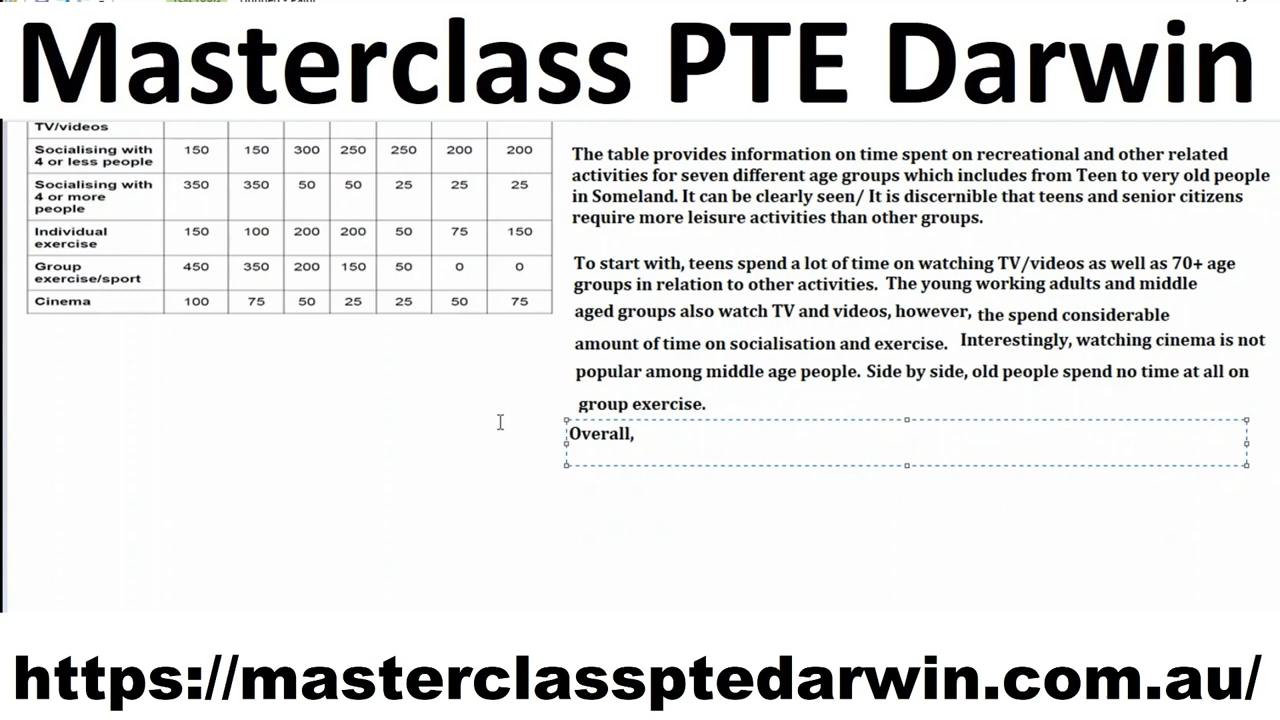 Masterclass PTE Darwin
TV/videos
Socialising with 4 or less people 150 150 300 250 250 200 200
Socialising with 4 or more people 350 350 50 50 25 25 25
Individual exercise 150 100 200 200 50 75 150
Group exercise/sport 450 350 200 150 50 0 0
Cinema 100 75 50 25 25 50 75
The table provides information on time spent on recreational and other related
activities for seven different age groups which includes from Teen to very old people
in Someland. It can be clearly seen/ It is discernible that teens and senior citizens
require more leisure activities than other groups.
To start with, teens spend a lot of time on watching TV/videos as well as 70+ age
groups in relation to other activities. The young working adults and middle
aged groups also watch TV and videos, however, the spend considerable
amount of time on socialisation and exercise. Interestingly, watching cinema is not
popular among middle age people. Side by side, old people spend no time at all on
group exercise.
Overall,
https://masterclassptedarwin.com.au/